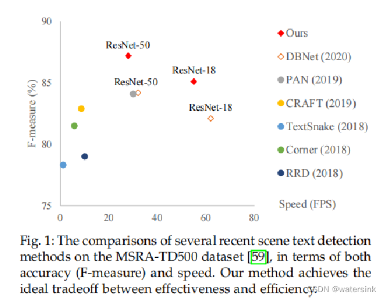 90
85
80
75
F-measure (%)
ResNet-50
ResNet-18
ResNet-50
ResNet-18
0
20
40
60
80
Ours
DBNet (2020)
PAN (2019)
CRAFT (2019)
TextSnake (2018)
Corner (2018)
RRD (2018)
Speed (FPS)
Fig. 1: The comparisons of several recent scene text detection
methods on the MSRA-TD500 dataset [59], in terms of both
accuracy (F-measure) and speed. Our method achieves the
ideal tradeoff between effectiveness and efficiency.
CSDN @watersink